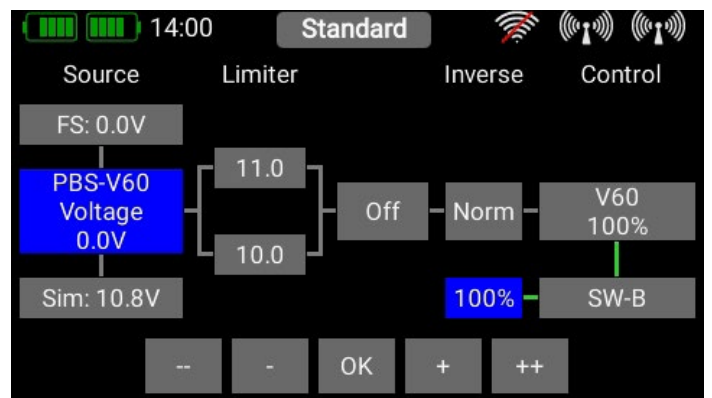 14:00 Standard
Source Limiter Inverse Control
FS: 0.0V
PBS-V60
Voltage
0.0V
11.0
10.0
Off
Norm
V60
100%
Sim: 10.8V
100%
SW-B
-- - OK + ++